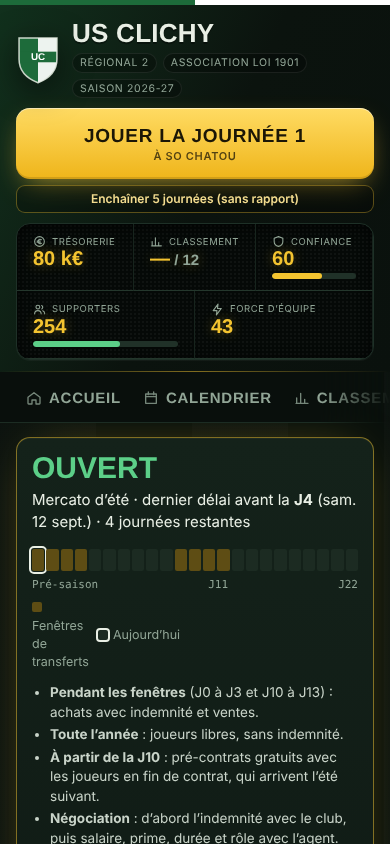 US CLICHY
UC
RÉGIONAL 2
ASSOCIATION LOI 1901
SAISON 2026-27
JOUER LA JOURNÉE 1
À SO CHATOU
Enchaîner 5 journées (sans rapport)
TRÉSORERIE
80 k€
CLASSEMENT
— / 12
CONFIANCE
60
SUPPORTERS
254
FORCE D'ÉQUIPE
43
ACCUEIL
CALENDRIER
CLASSE
OUVERT
Mercato d'été · dernier délai avant la J4 (sam.
12 sept.) · 4 journées restantes
Pré-saison
J11
J22
Fenêtres
de
transferts
Aujourd'hui
• Pendant les fenêtres (J0 à J3 et J10 à J13) :
achats avec indemnité et ventes.
• Toute l'année : joueurs libres, sans indemnité.
• À partir de la J10 : pré-contrats gratuits avec
les joueurs en fin de contrat, qui arrivent l'été
suivant.
• Négociation : d'abord l'indemnité avec le club,
puis salaire, prime, durée et rôle avec l'agent.